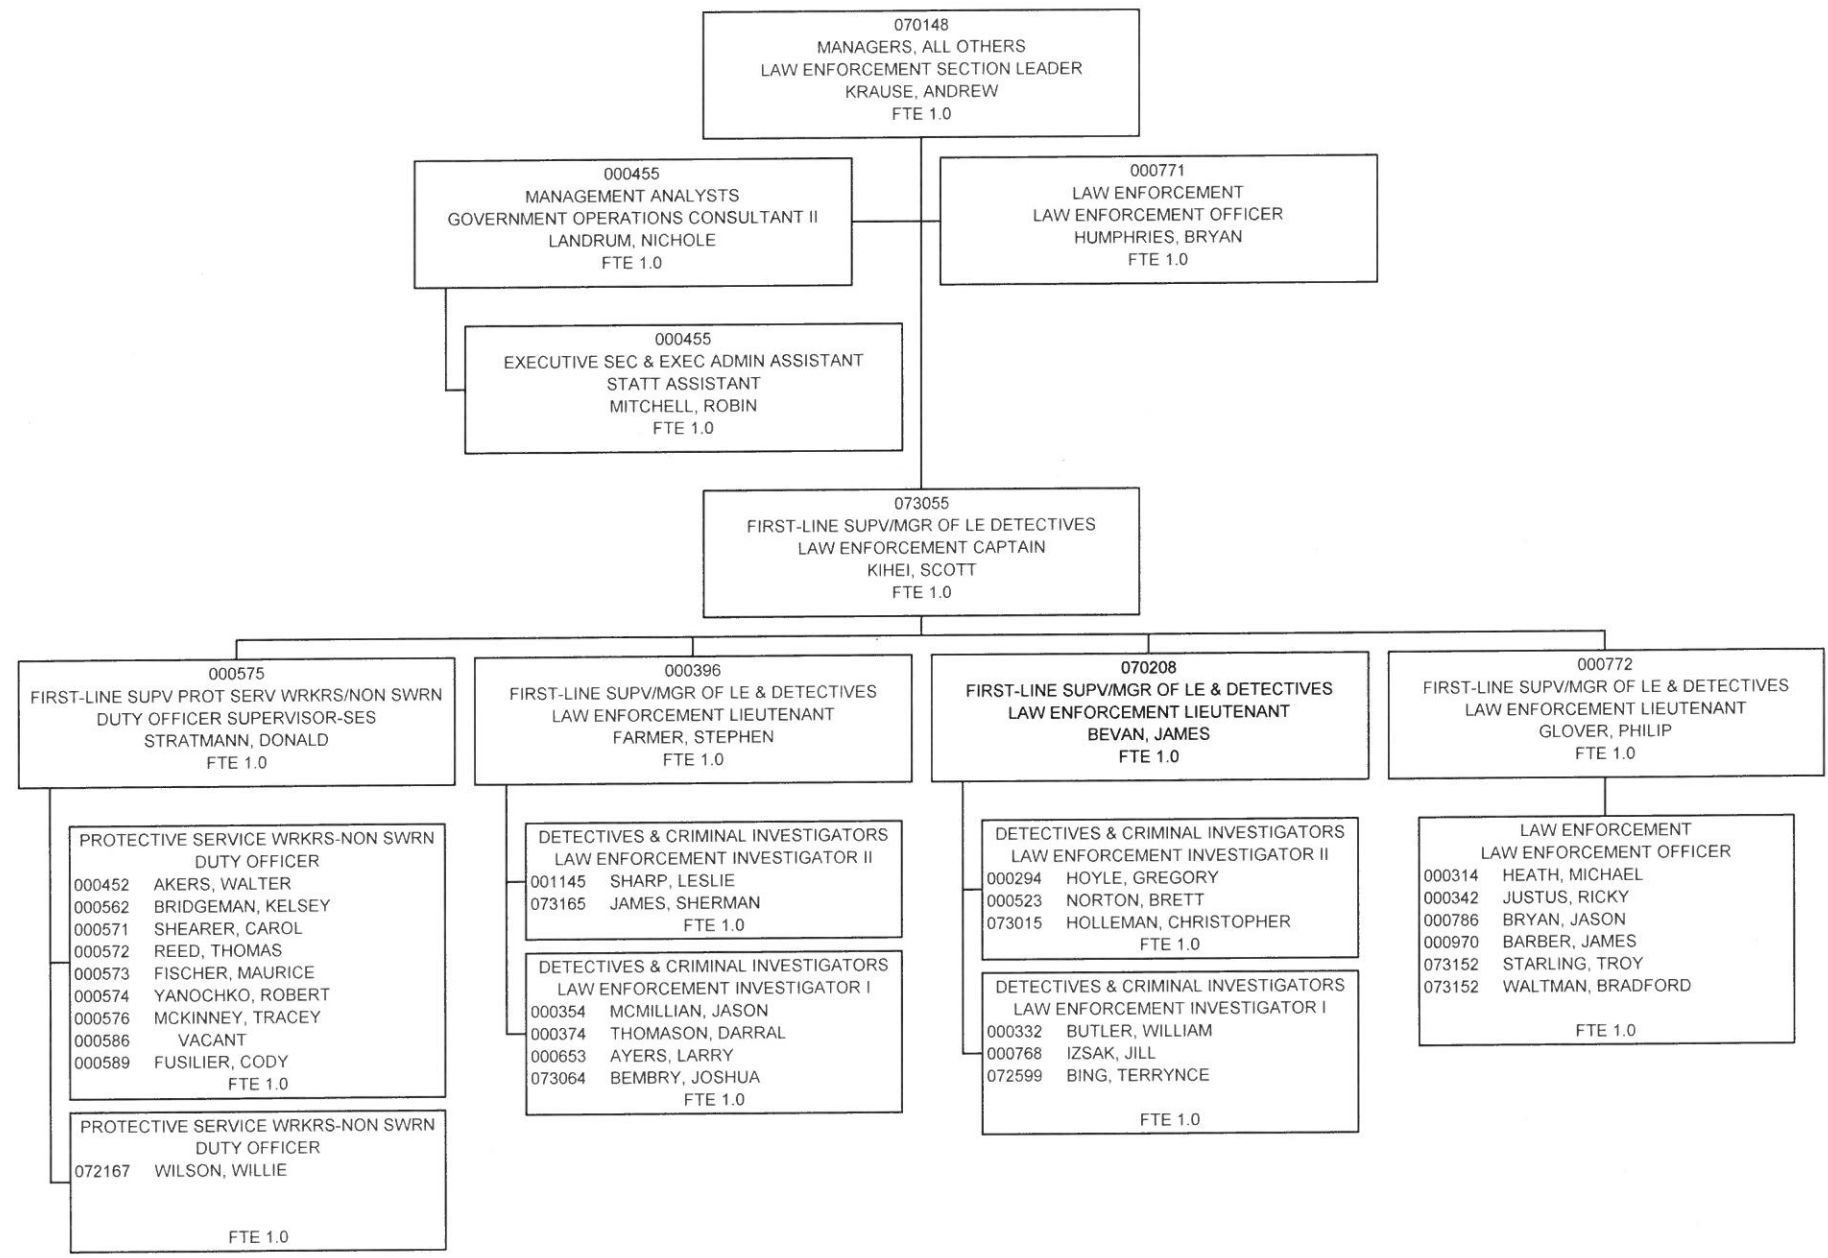 070148
MANAGERS, ALL OTHERS
LAW ENFORCEMENT SECTION LEADER
KRAUSE, ANDREW
FTE 1.0
000455
MANAGEMENT ANALYSTS
GOVERNMENT OPERATIONS CONSULTANT II
LANDRUM, NICHOLE
FTE 1.0
000771
LAW ENFORCEMENT
LAW ENFORCEMENT OFFICER
HUMPHRIES, BRYAN
FTE 1.0
000455
EXECUTIVE SEC & EXEC ADMIN ASSISTANT
STATT ASSISTANT
MITCHELL, ROBIN
FTE 1.0
073055
FIRST-LINE SUPV/MGR OF LE DETECTIVES
LAW ENFORCEMENT CAPTAIN
KIHEI, SCOTT
FTE 1.0
000575
FIRST-LINE SUPV PROT SERV WRKRS/NON SWRN
DUTY OFFICER SUPERVISOR-SES
STRATMANN, DONALD
FTE 1.0
000396
FIRST-LINE SUPV/MGR OF LE & DETECTIVES
LAW ENFORCEMENT LIEUTENANT
FARMER, STEPHEN
FTE 1.0
070208
FIRST-LINE SUPV/MGR OF LE & DETECTIVES
LAW ENFORCEMENT LIEUTENANT
BEVAN, JAMES
FTE 1.0
000772
FIRST-LINE SUPV/MGR OF LE & DETECTIVES
LAW ENFORCEMENT LIEUTENANT
GLOVER, PHILIP
FTE 1.0
PROTECTIVE SERVICE WRKRS-NON SWRN
DUTY OFFICER
000452 AKERS, WALTER
000562 BRIDGEMAN, KELSEY
000571 SHEARER, CAROL
000572 REED, THOMAS
000573 FISCHER, MAURICE
000574 YANOCHKO, ROBERT
000576 MCKINNEY, TRACEY
000586 VACANT
000589 FUSILIER, CODY
FTE 1.0
PROTECTIVE SERVICE WRKRS-NON SWRN
DUTY OFFICER
072167 WILSON, WILLIE
FTE 1.0
DETECTIVES & CRIMINAL INVESTIGATORS
LAW ENFORCEMENT INVESTIGATOR II
001145 SHARP, LESLIE
073165 JAMES, SHERMAN
FTE 1.0
DETECTIVES & CRIMINAL INVESTIGATORS
LAW ENFORCEMENT INVESTIGATOR I
000354 MCMILLIAN, JASON
000374 THOMASON, DARRAL
000653 AYERS, LARRY
073064 BEMBRY, JOSHUA
FTE 1.0
DETECTIVES & CRIMINAL INVESTIGATORS
LAW ENFORCEMENT INVESTIGATOR II
000294 HOYLE, GREGORY
000523 NORTON, BRETT
073015 HOLLEMAN, CHRISTOPHER
FTE 1.0
DETECTIVES & CRIMINAL INVESTIGATORS
LAW ENFORCEMENT INVESTIGATOR I
000332 BUTLER, WILLIAM
000768 IZSAK, JILL
072599 BING, TERRYNCE
FTE 1.0
LAW ENFORCEMENT
LAW ENFORCEMENT OFFICER
000314 HEATH, MICHAEL
000342 JUSTUS, RICKY
000786 BRYAN, JASON
000970 BARBER, JAMES
073152 STARLING, TROY
073152 WALTMAN, BRADFORD
FTE 1.0